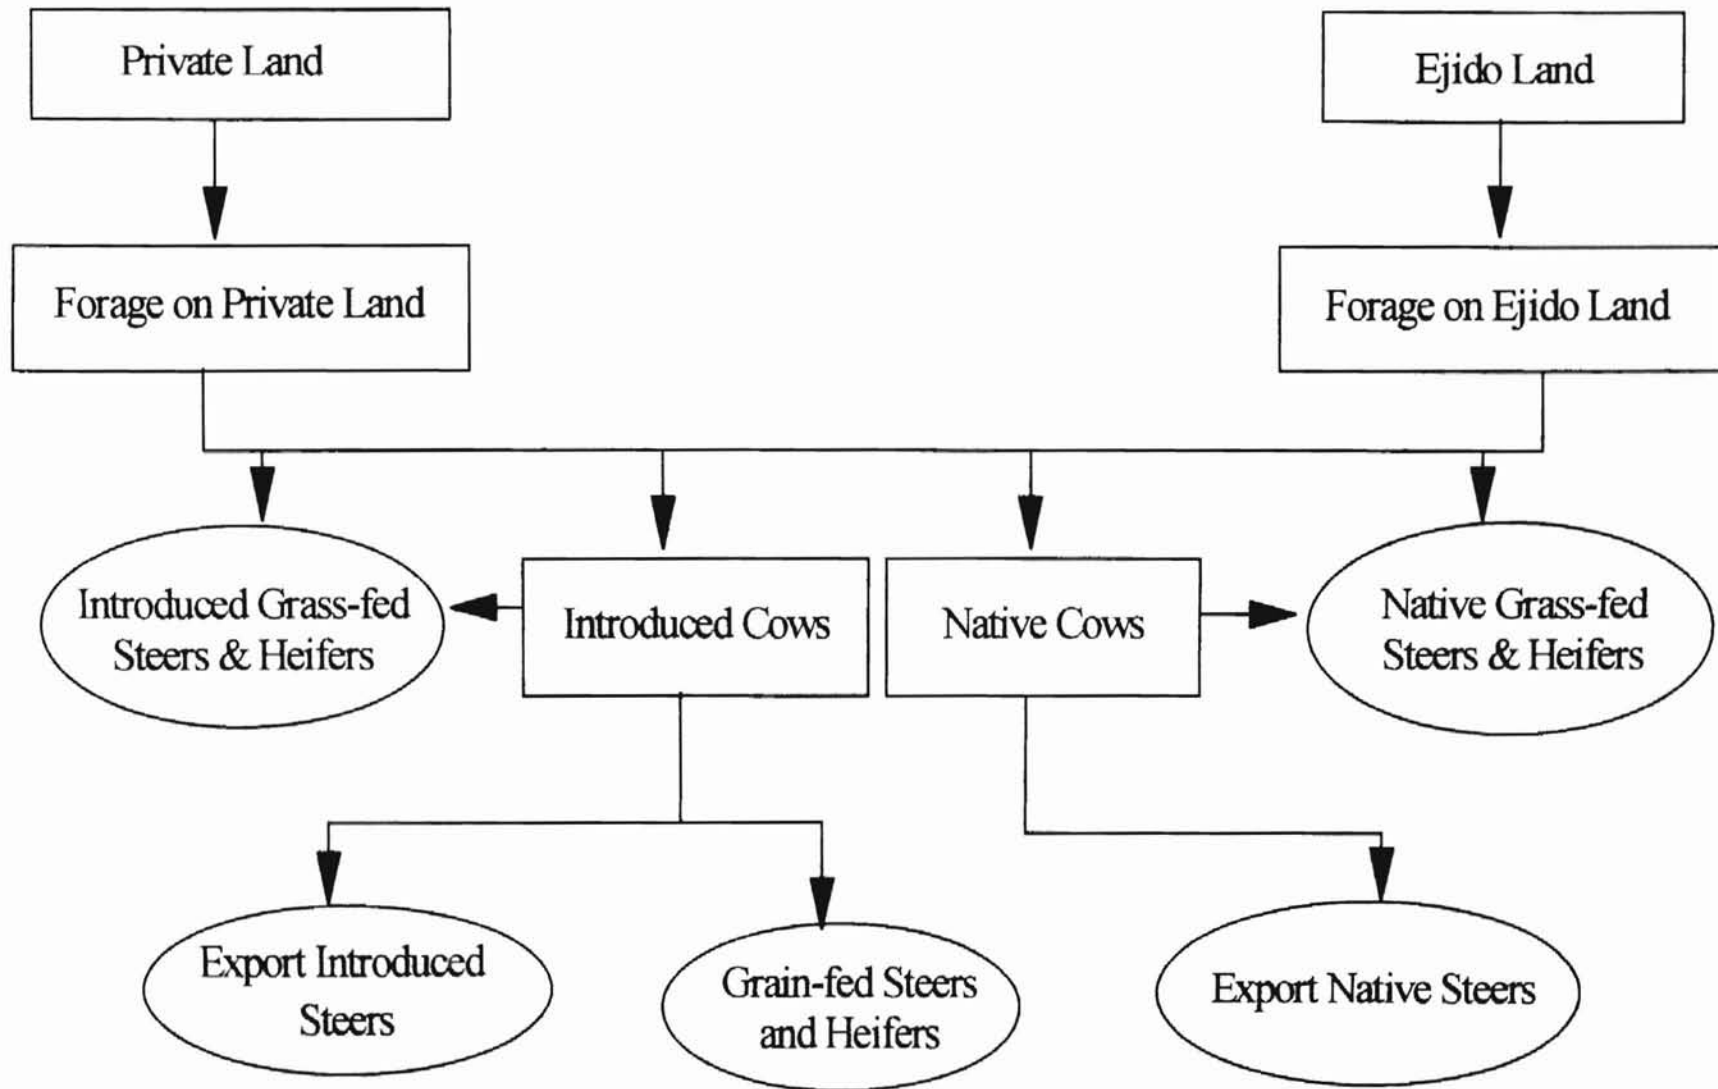 Private Land
Ejido Land
Forage on Private Land
Forage on Ejido Land
Introduced Grass-fed
Steers & Heifers
Introduced Cows
Native Cows
Native Grass-fed
Steers & Heifers
Export Introduced
Steers
Grain-fed Steers
and Heifers
Export Native Steers